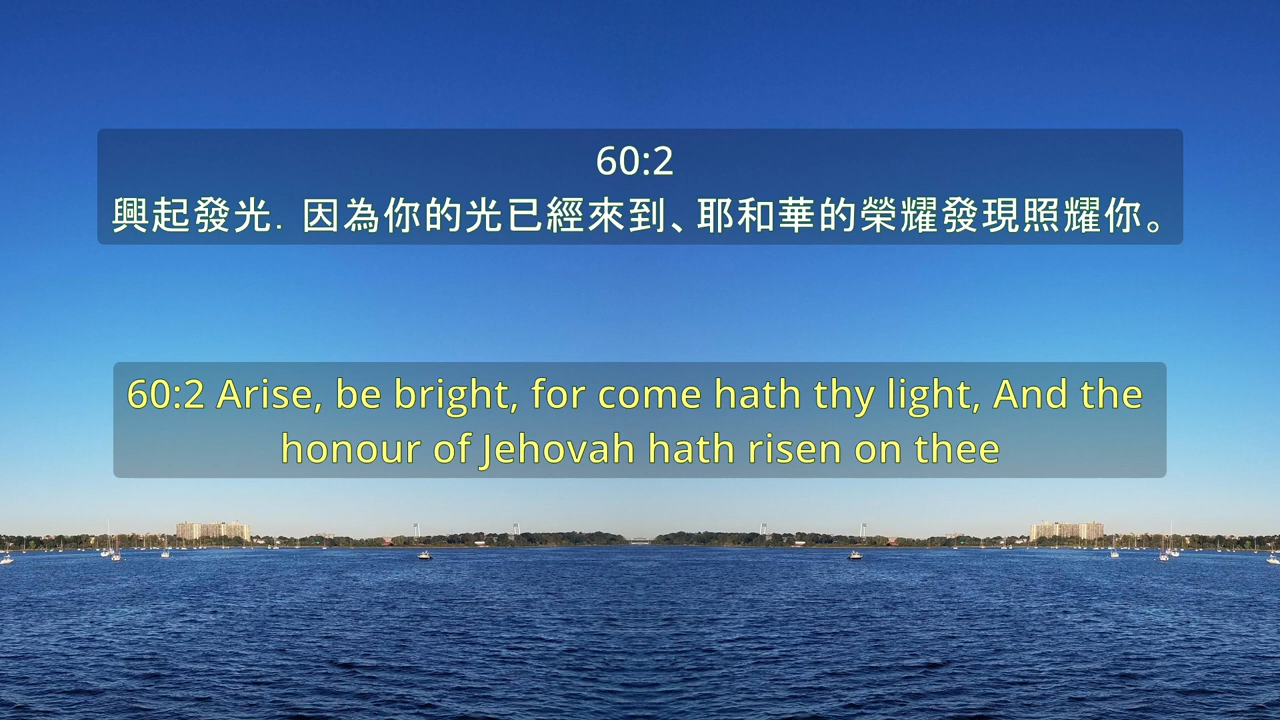 60:2
興起發光．因為你的光已經來到、耶和華的榮耀發現照耀你。
60:2 Arise, be bright, for come hath thy light, And the
honour of Jehovah hath risen on thee